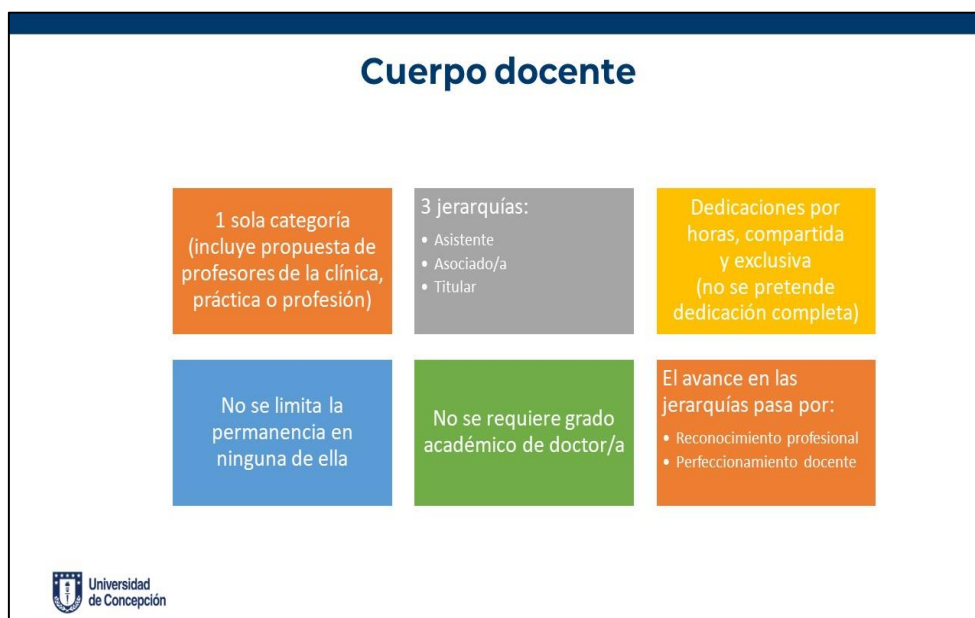 Cuerpo docente
1 sola categoría
(incluye propuesta de
profesores de la clínica,
práctica o profesión)
3 jerarquías:
• Asistente
• Asociado/a
• Titular
Dedicaciones por
horas, compartida
y exclusiva
(no se pretende
dedicación completa)
No se limita la
permanencia en
ninguna de ella
No se requiere grado
académico de doctor/a
El avance en las
jerarquías pasa por:
• Reconocimiento profesional
• Perfeccionamiento docente
Universidad
de Concepción